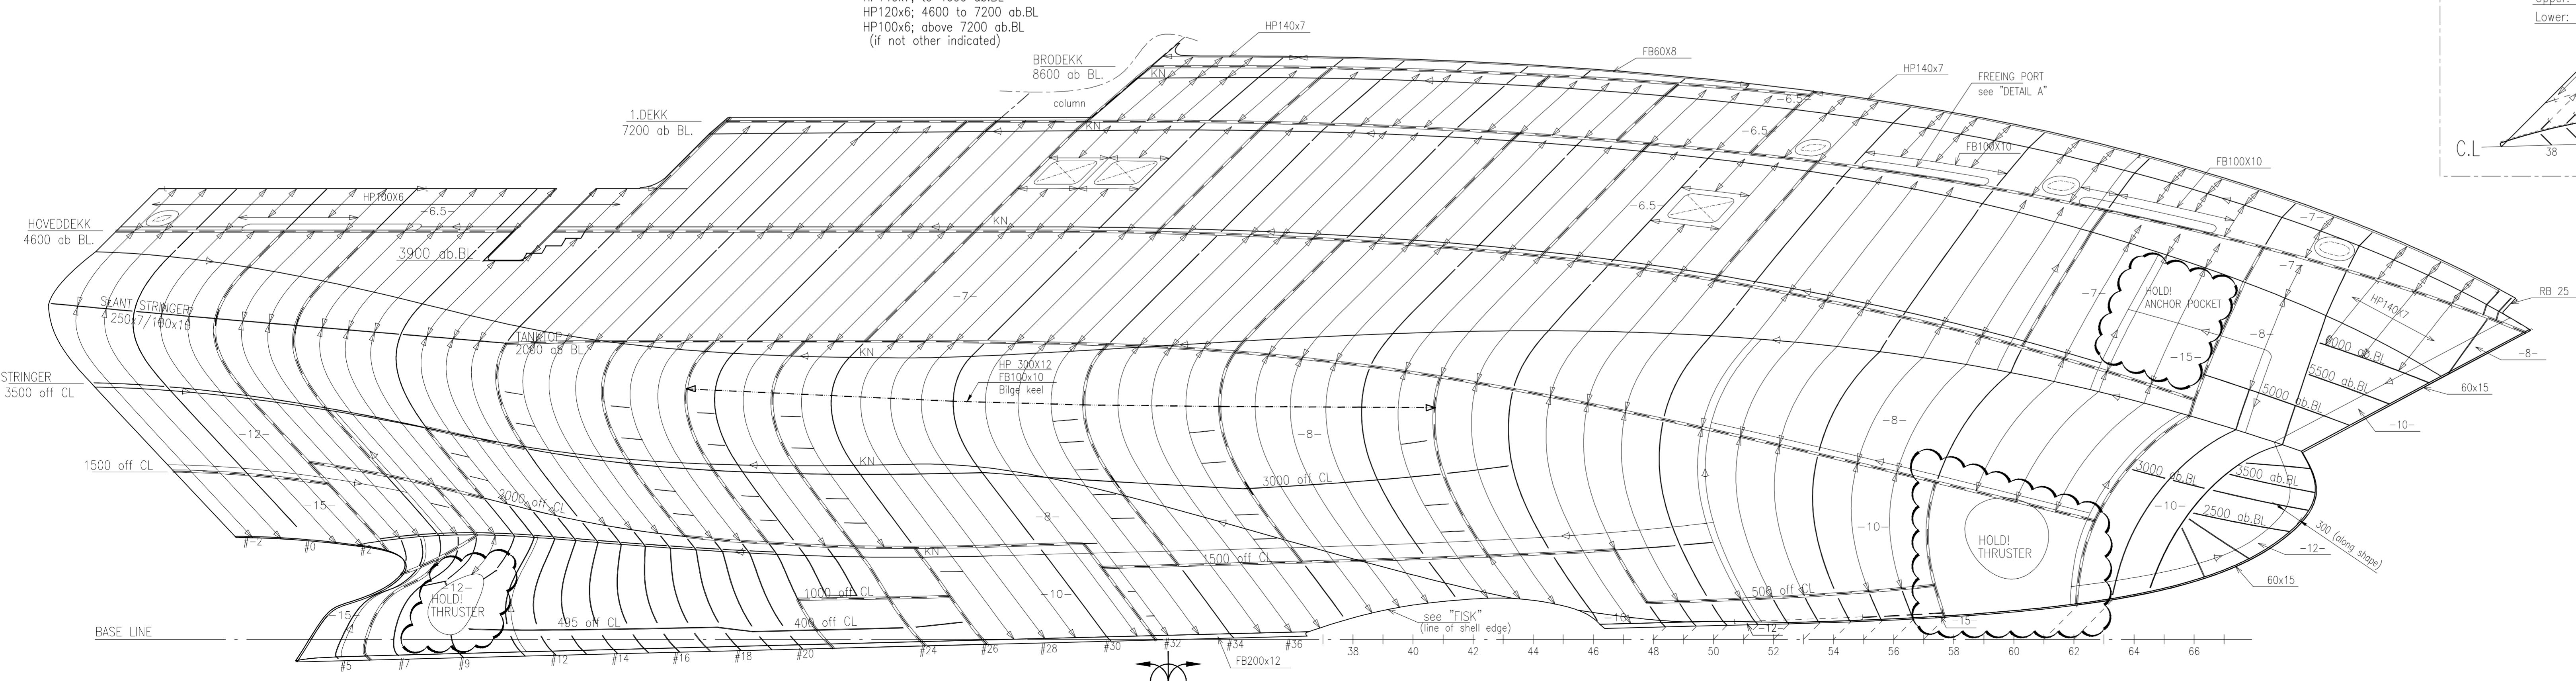 HP120x6; 4600 to 7200 ab.BL
HP100x6; above 7200 ab.BL
(if not other indicated)
Lower:
HP140x7
BRODEKK
8600 ab BL.
KN
FB60X8
HP140x7
FREEING PORT
see "DETAIL A"
column
1.DEKK
7200 ab BL.
KN
-6.5-
-6.5-
FB100X10
FB100X10
C.L
38
HP100X6
-6.5-
KN
-6.5-
-7-
HOVEDDEKK
4600 ab BL.
3900 ab.BL
-7-
-7-
-7-
HOLD!
ANCHOR POCKET
HP140x7
RB 25
SLANT STRINGER
250x7/100x10
TANKTOP
2000 ab BL
KN
-8-
-15-
6000 ab.BL
-8-
HP 300X12
FB100x10
Bilge keel
STRINGER
3500 off CL
5500 ab.BL
60x15
5000 ab.BL
-10-
-12-
-8-
-8-
1500 off CL
KN
3000 off CL
3000 ab.BL
3500 ab.BL
-15-
2000 off CL
-8-
-10-
-10-
2500 ab.BL
300 (along shape)
#-2
#0
#2
KN
1500 off CL
HOLD!
THRUSTER
-12-
60x15
-12-
HOLD!
THRUSTER
1000 off CL
-10-
500 off CL
-15-
495 off CL
400 off CL
see "FISK"
(line of shell edge)
-10-
-12-
-15-
BASE LINE
#5
#7
#9
#12
#14
#16
#18
#20
#24
#26
#28
#30
#32
#34
#36
38
40
42
44
46
48
50
52
54
56
58
60
62
64
66
FB200x12